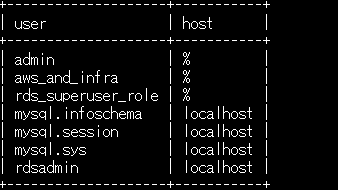 +------------------+-----------+
| user             | host      |
+------------------+-----------+
| admin            | %         |
| aws_and_infra    | %         |
| rds_superuser_role | %         |
| mysql.infoschema | localhost |
| mysql.session    | localhost |
| mysql.sys        | localhost |
| rdsadmin         | localhost |
+------------------+-----------+